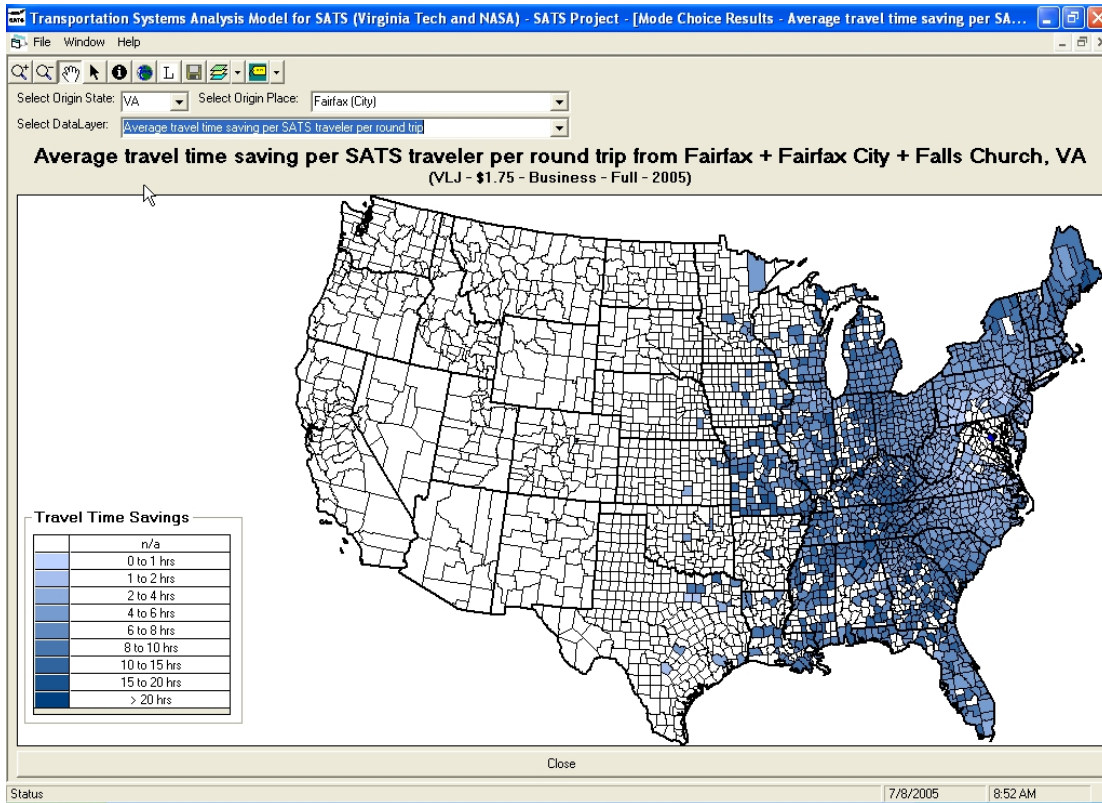 Transportation Systems Analysis Model for SATS (Virginia Tech and NASA) - SATS Project - [Mode Choice Results - Average travel time saving per SA...
File Window Help
L
Select Origin State: VA Select Origin Place: Fairfax (City)
Select DataLayer: Average travel time saving per SATS traveler per round trip
Average travel time saving per SATS traveler per round trip from Fairfax + Fairfax City + Falls Church, VA
(VLJ - $1.75 - Business - Full - 2005)
Travel Time Savings
n/a
0 to 1 hrs
1 to 2 hrs
2 to 4 hrs
4 to 6 hrs
6 to 8 hrs
8 to 10 hrs
10 to 15 hrs
15 to 20 hrs
> 20 hrs
Close
Status 7/8/2005 8:52 AM